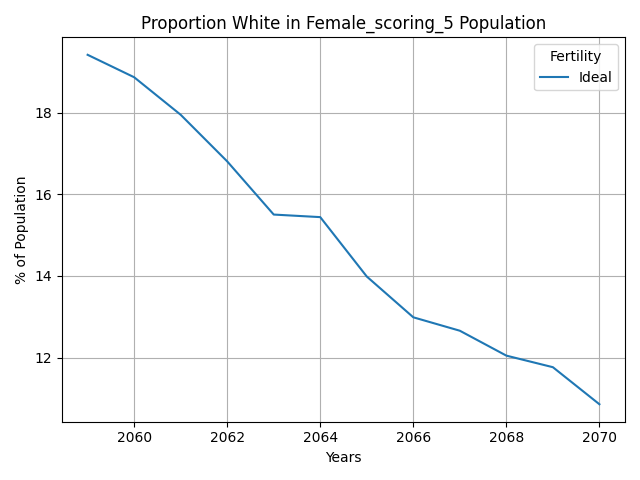 Proportion White in Female_scoring_5 Population
Fertility
Ideal
% of Population
18
16
14
12
2060
2062
2064
2066
2068
2070
Years